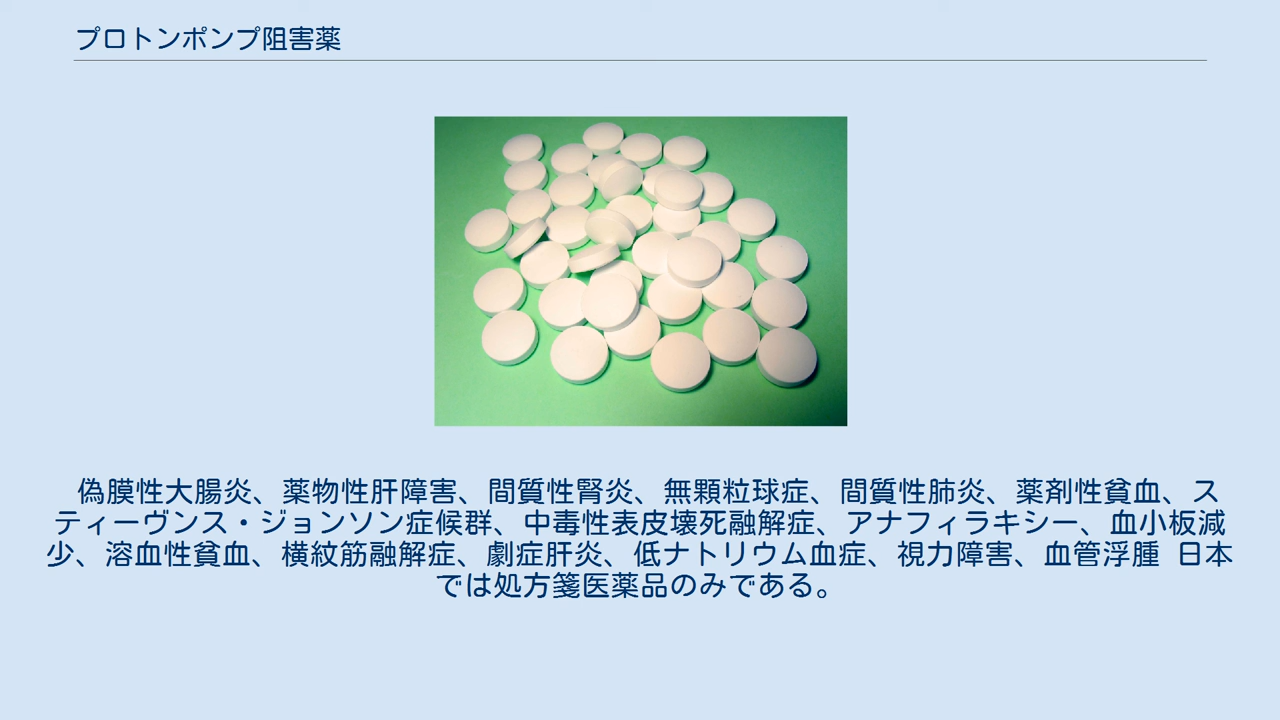 プロトンポンプ阻害薬
偽膜性大腸炎、薬物性肝障害、間質性腎炎、無顆粒球症、間質性肺炎、薬剤性貧血、ス
ティーヴンス・ジョンソン症候群、中毒性表皮壊死融解症、アナフィラキシー、血小板減
少、溶血性貧血、横紋筋融解症、劇症肝炎、低ナトリウム血症、視力障害、血管浮腫 日本
では処方箋医薬品のみである。